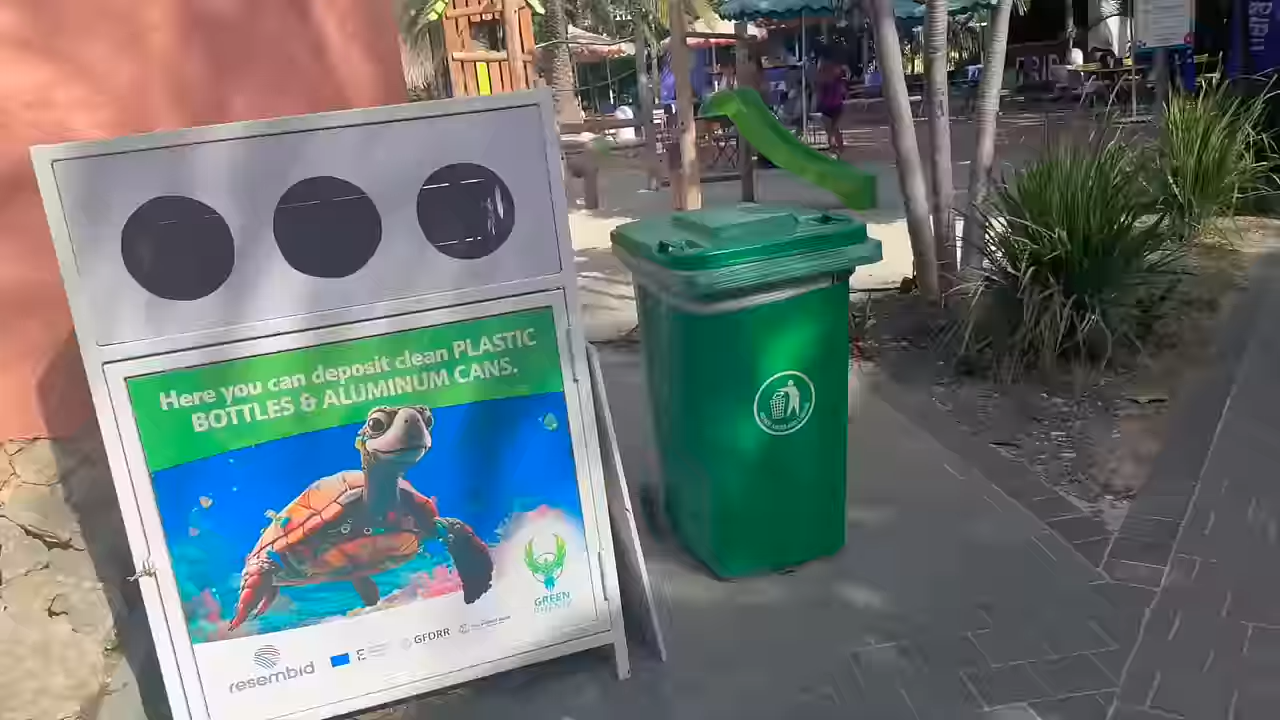 Here you can deposit clean PLASTIC
BOTTLES & ALUMINUM CANS.
GREEN
resembid
GFDRR